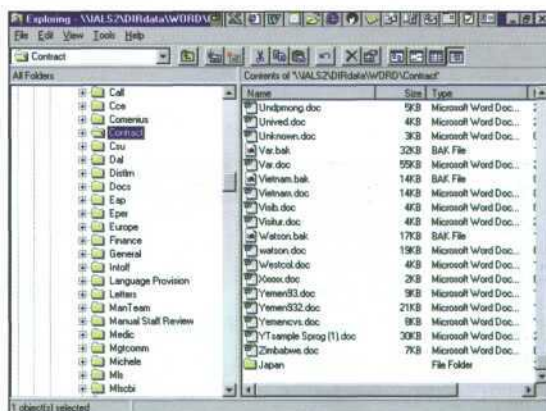 Exploring - \\IALS2\DIRdata\WORD\
File Edit View Tools Help
Contract
All Folders
Contents of '\\IALS2\DIRdata\WORD\Contract'
Call
Cce
Comenius
Contract
Csu
Dal
Distlrn
Docs
Eap
Eper
Europe
Finance
General
Intoff
Language Provision
Letters
ManTeam
Manual Staff Review
Medic
Mgtcomm
Michele
Mls
Mlscbi
Name Size Type
Undpmong.doc 5KB Microsoft Word Doc...
Unived.doc 4KB Microsoft Word Doc...
Unknown.doc 3KB Microsoft Word Doc...
Var.bak 32KB BAK File
Var.doc 55KB Microsoft Word Doc...
Vietnam.bak 14KB BAK File
Vietnam.doc 14KB Microsoft Word Doc...
Visib.doc 4KB Microsoft Word Doc...
Visitur.doc 4KB Microsoft Word Doc...
Watson.bak 17KB BAK File
watson.doc 19KB Microsoft Word Doc...
Westcol.doc 4KB Microsoft Word Doc...
Xxxxx.doc 2KB Microsoft Word Doc...
Yemen93.doc 9KB Microsoft Word Doc...
Yemen932.doc 21KB Microsoft Word Doc...
Yemencvs.doc 8KB Microsoft Word Doc...
YTsample Sprog (1).doc 30KB Microsoft Word Doc...
Zimbabwe.doc 7KB Microsoft Word Doc...
Japan File Folder
1 object(s) selected